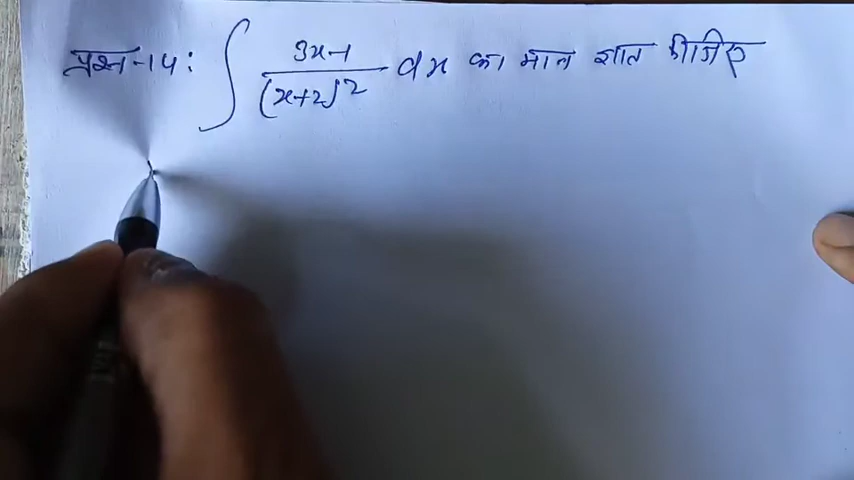 प्रश्न-14: ∫ (3x-1)/(x+2)² dx का मान ज्ञात कीजिए